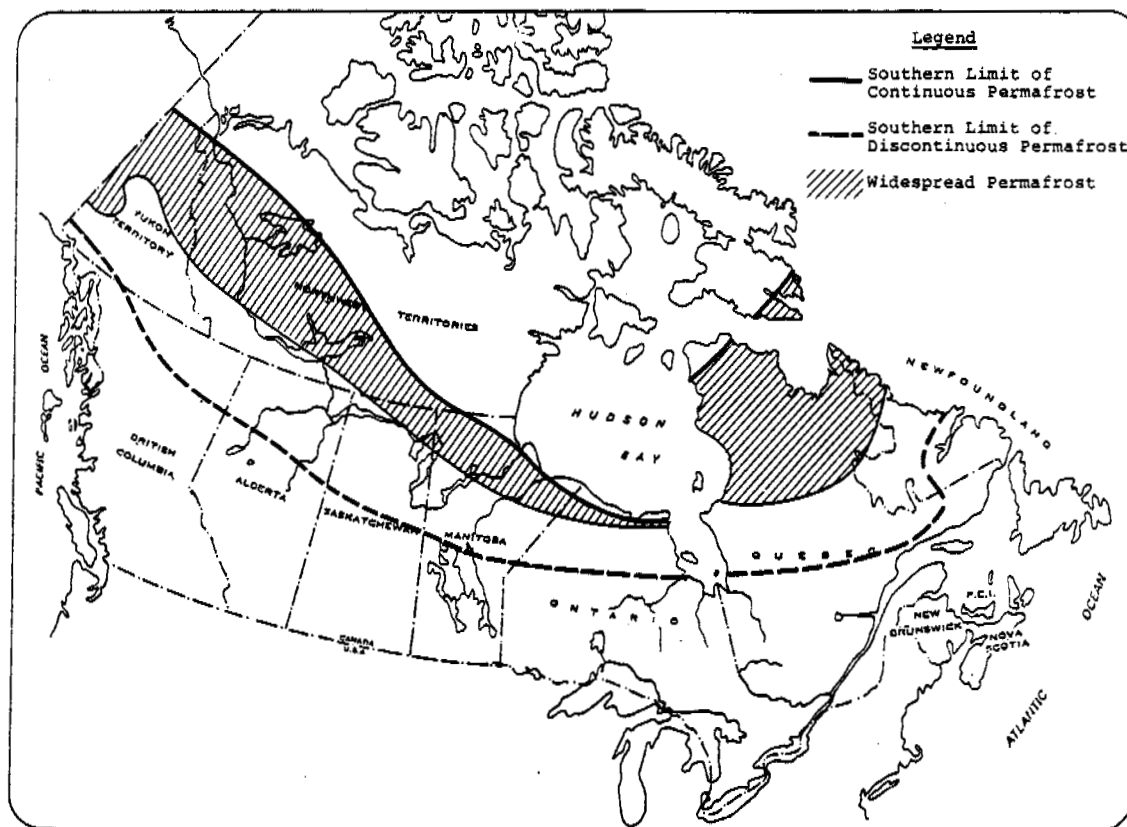 Legend
Southern Limit of
Continuous Permafrost
Southern Limit of
Discontinuous Permafrost
Widespread Permafrost
YUKON
TERRITORY
NORTHWEST
TERRITORIES
PACIFIC OCEAN
BRITISH
COLUMBIA
ALBERTA
SASKATCHEWAN
MANITOBA
HUDSON
BAY
NEWFOUNDLAND
QUEBEC
ONTARIO
CANADA
U.S.A
P.E.I.
NEW
BRUNSWICK
NOVA
SCOTIA
ATLANTIC OCEAN